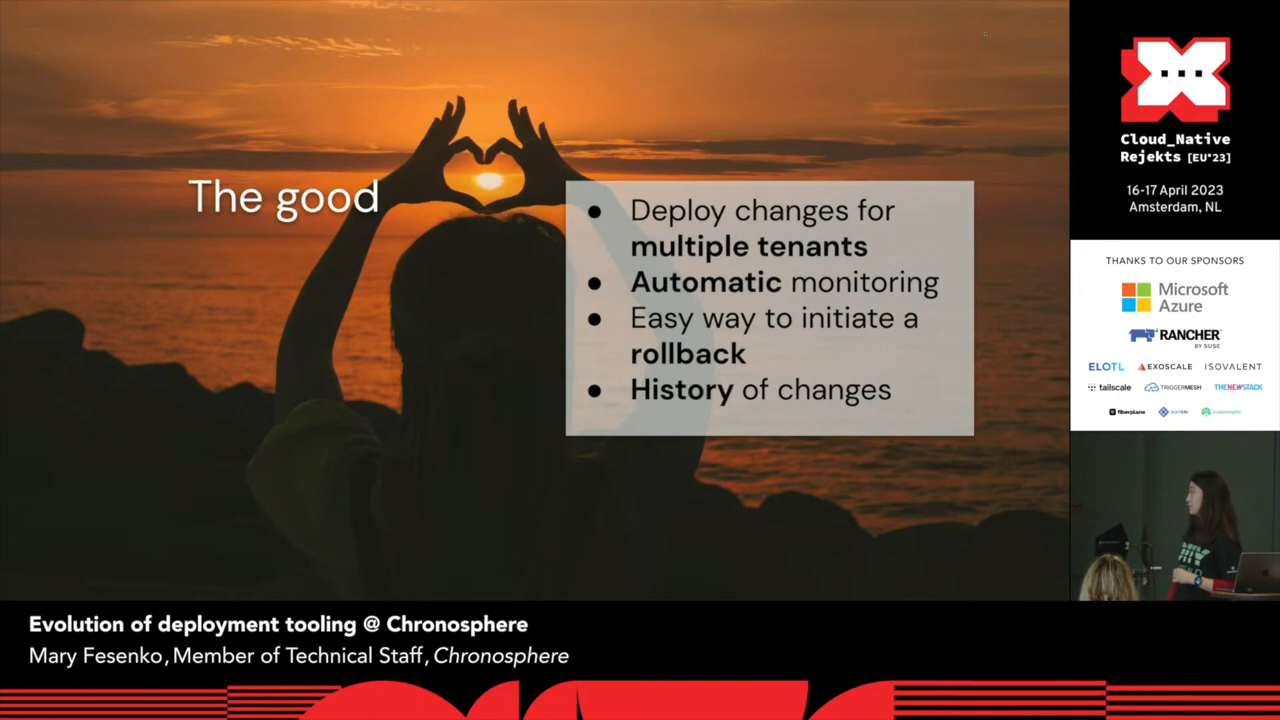 The good
● Deploy changes for
multiple tenants
● Automatic monitoring
● Easy way to initiate a
rollback
● History of changes
Cloud_Native
Rejekts [EU'23]
16-17 April 2023
Amsterdam, NL
THANKS TO OUR SPONSORS
Microsoft
Azure
RANCHER
BY SUSE
ELOTL EXOSCALE ISOVALENT
tailscale TRIGGERMESH THENEWSTACK
fiberplane
Evolution of deployment tooling @ Chronosphere
Mary Fesenko, Member of Technical Staff, Chronosphere